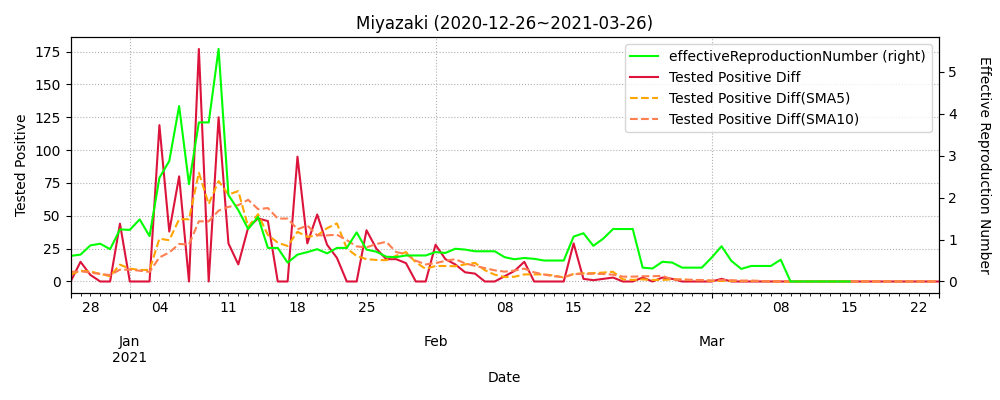 Miyazaki (2020-12-26~2021-03-26)
effectiveReproductionNumber (right)
Tested Positive Diff
Tested Positive Diff(SMA5)
Tested Positive Diff(SMA10)
Tested Positive
175
150
125
100
75
50
25
0
5
4
3
2
1
0
Effective Reproduction Number
28 04 11 18 25 08 15 22 08 15 22
Jan Feb Mar
2021
Date